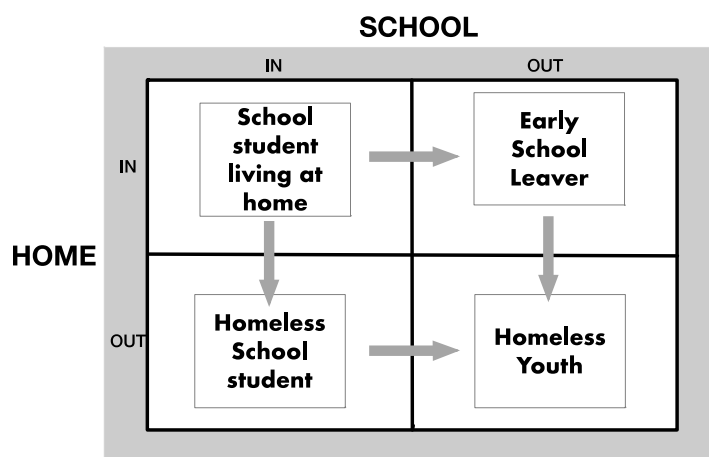 SCHOOL
IN OUT
School
student
living at
home
Early
School
Leaver
IN
HOME
OUT
Homeless
School
student
Homeless
Youth